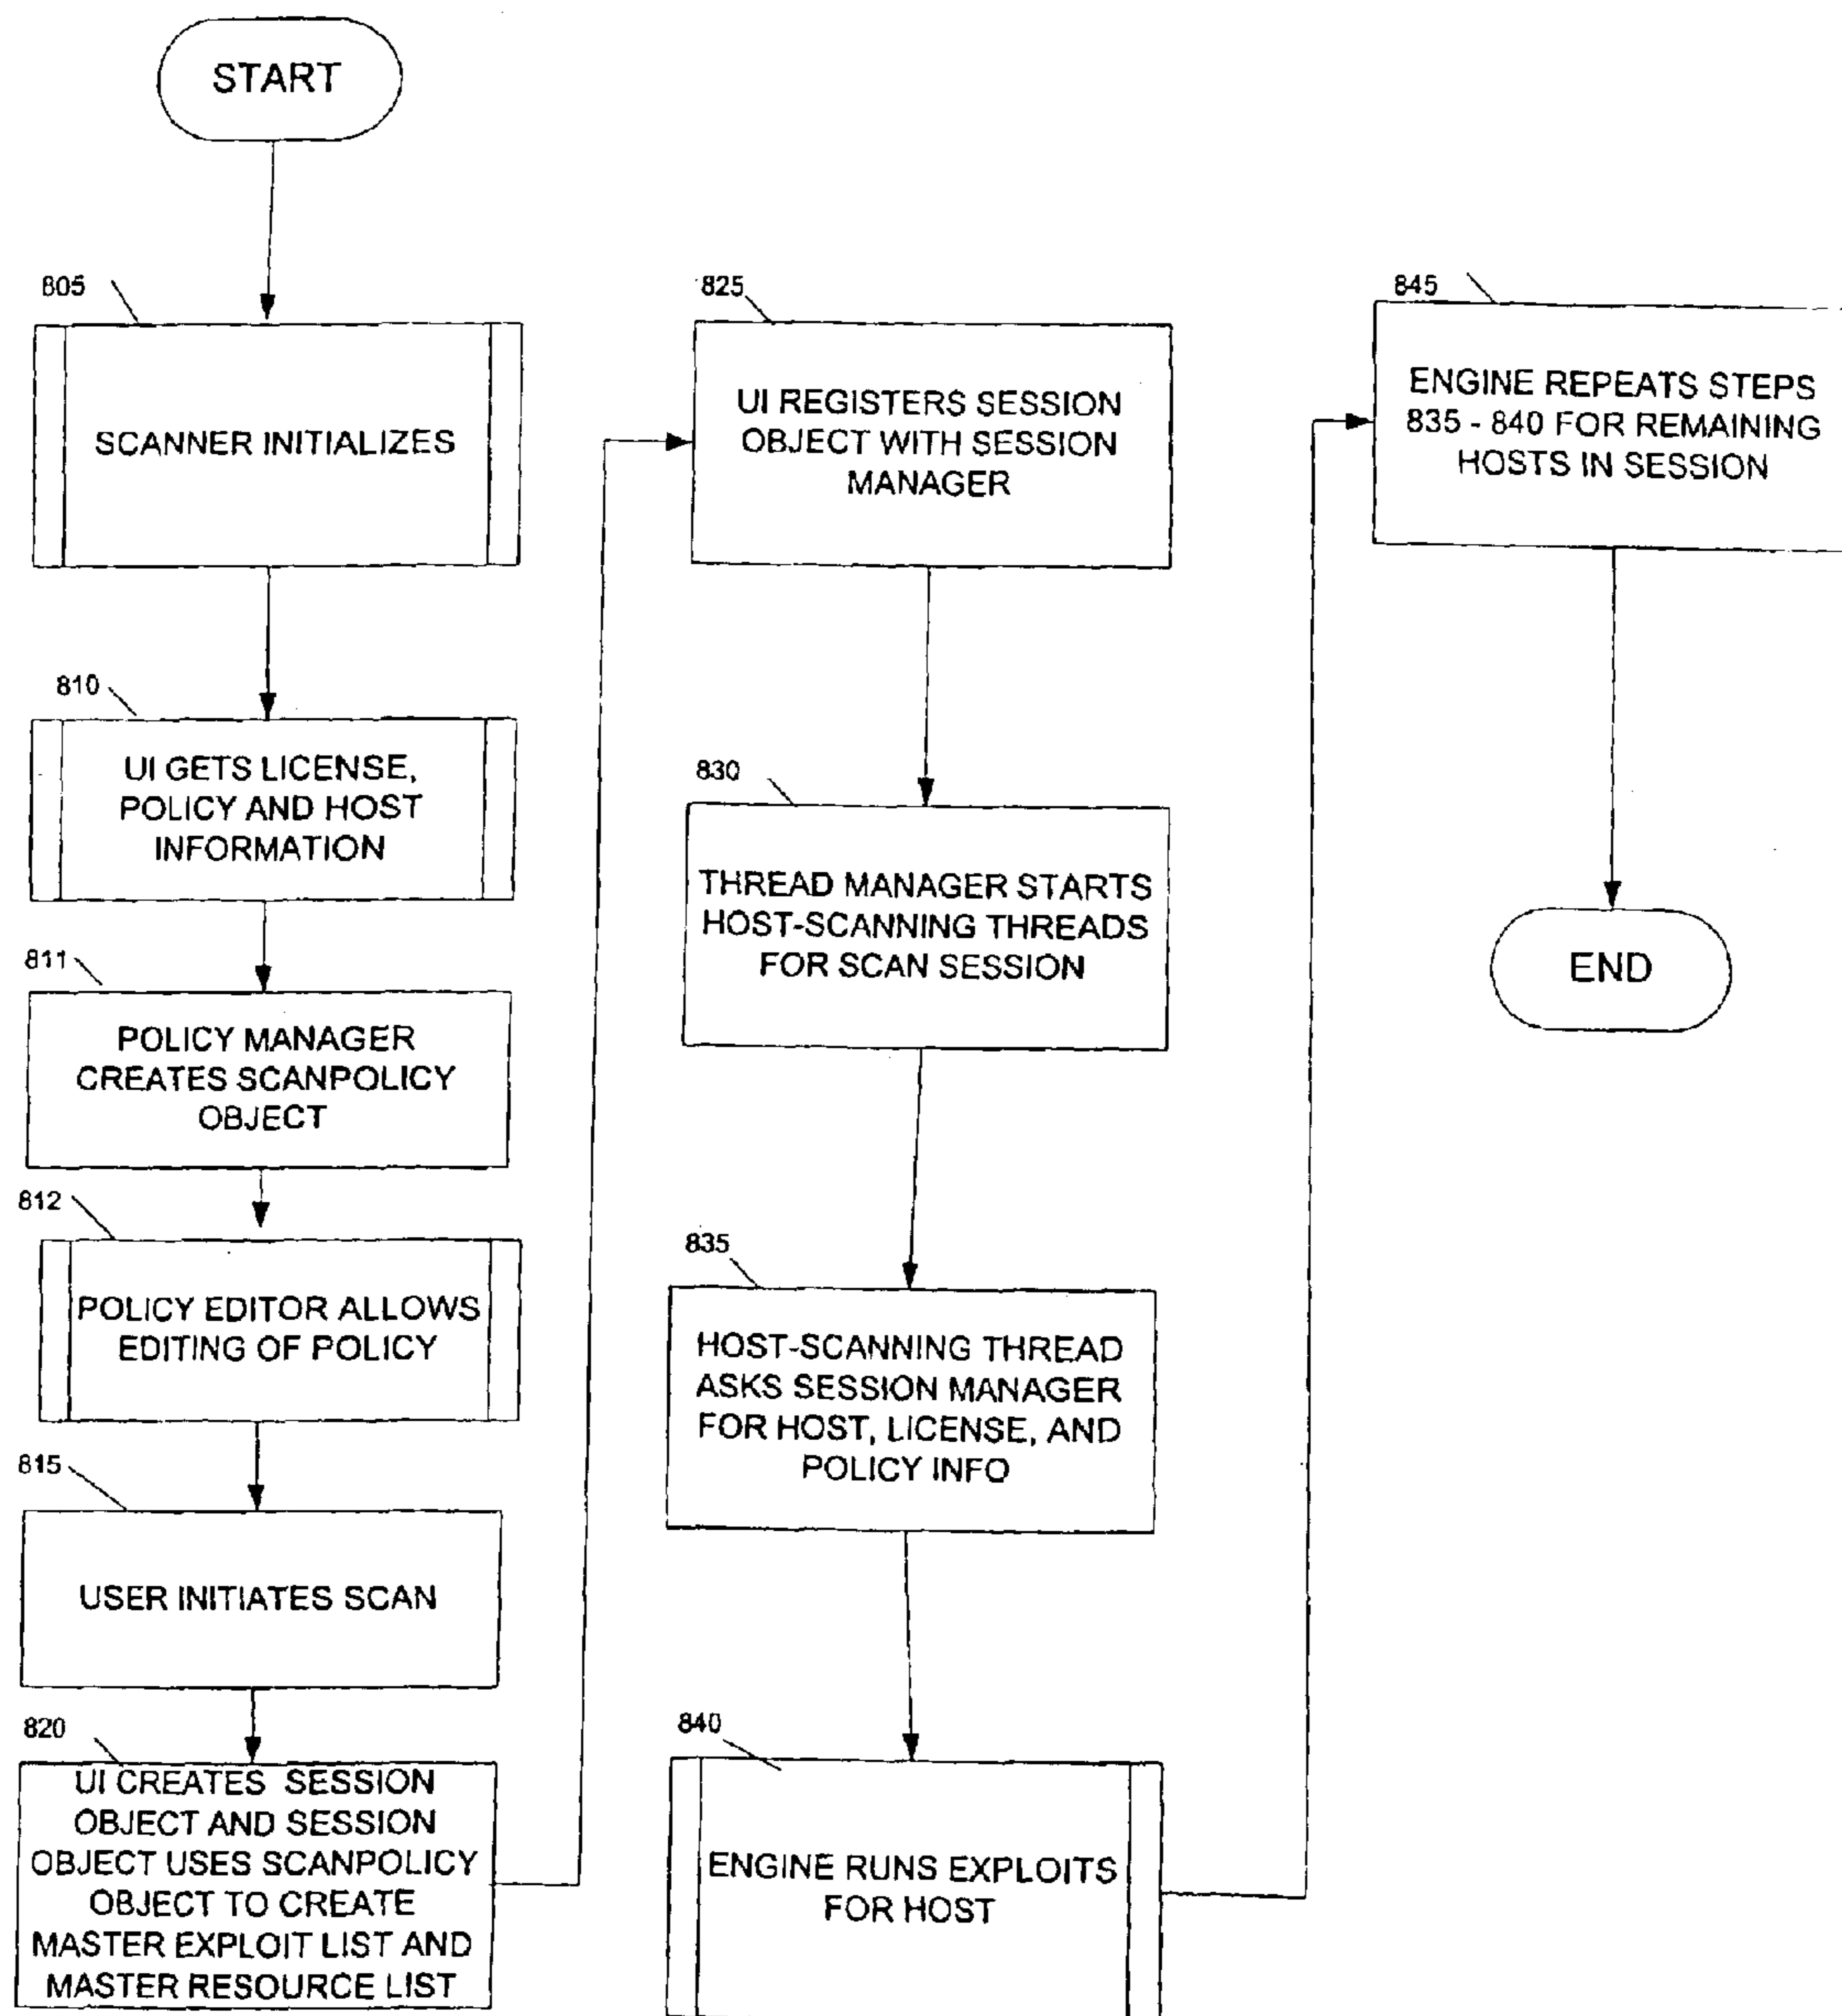 START
805
SCANNER INITIALIZES
810
UI GETS LICENSE,
POLICY AND HOST
INFORMATION
811
POLICY MANAGER
CREATES SCANPOLICY
OBJECT
812
POLICY EDITOR ALLOWS
EDITING OF POLICY
815
USER INITIATES SCAN
820
UI CREATES SESSION
OBJECT AND SESSION
OBJECT USES SCANPOLICY
OBJECT TO CREATE
MASTER EXPLOIT LIST AND
MASTER RESOURCE LIST
825
UI REGISTERS SESSION
OBJECT WITH SESSION
MANAGER
830
THREAD MANAGER STARTS
HOST-SCANNING THREADS
FOR SCAN SESSION
835
HOST-SCANNING THREAD
ASKS SESSION MANAGER
FOR HOST, LICENSE, AND
POLICY INFO
840
ENGINE RUNS EXPLOITS
FOR HOST
845
ENGINE REPEATS STEPS
835 - 840 FOR REMAINING
HOSTS IN SESSION
END